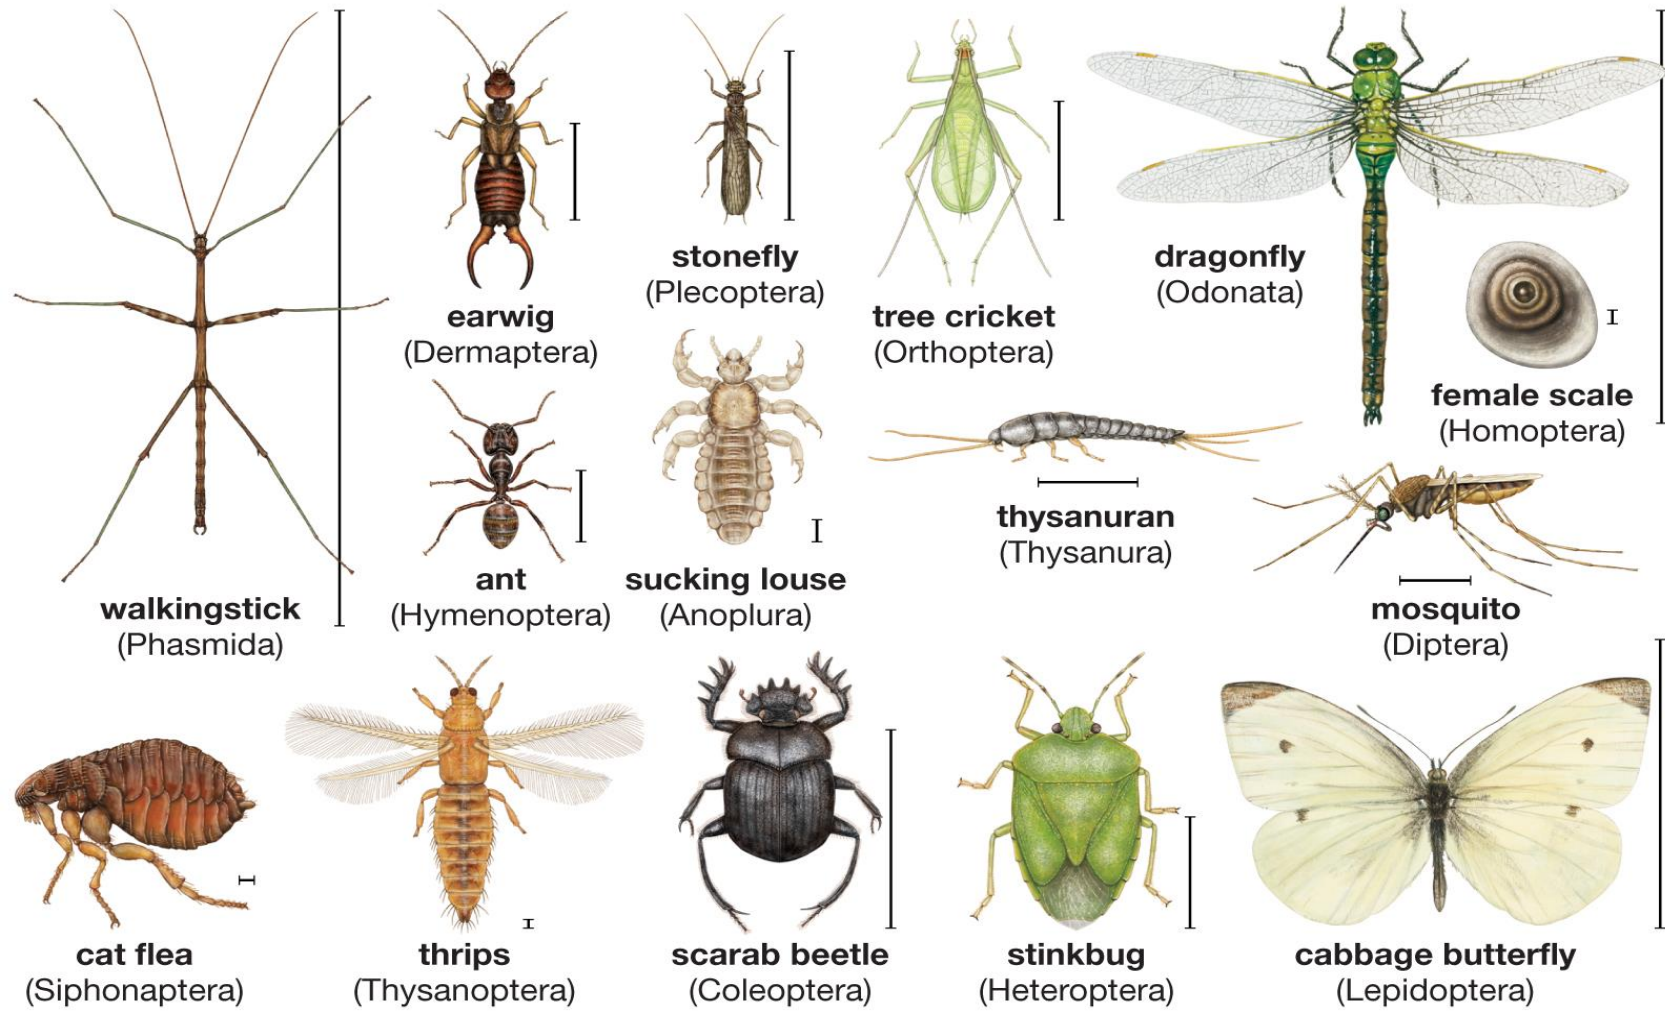 earwig
(Dermaptera)
stonefly
(Plecoptera)
tree cricket
(Orthoptera)
dragonfly
(Odonata)
female scale
(Homoptera)
walkingstick
(Phasmida)
ant
(Hymenoptera)
sucking louse
(Anoplura)
thysanuran
(Thysanura)
mosquito
(Diptera)
cat flea
(Siphonaptera)
thrips
(Thysanoptera)
scarab beetle
(Coleoptera)
stinkbug
(Heteroptera)
cabbage butterfly
(Lepidoptera)